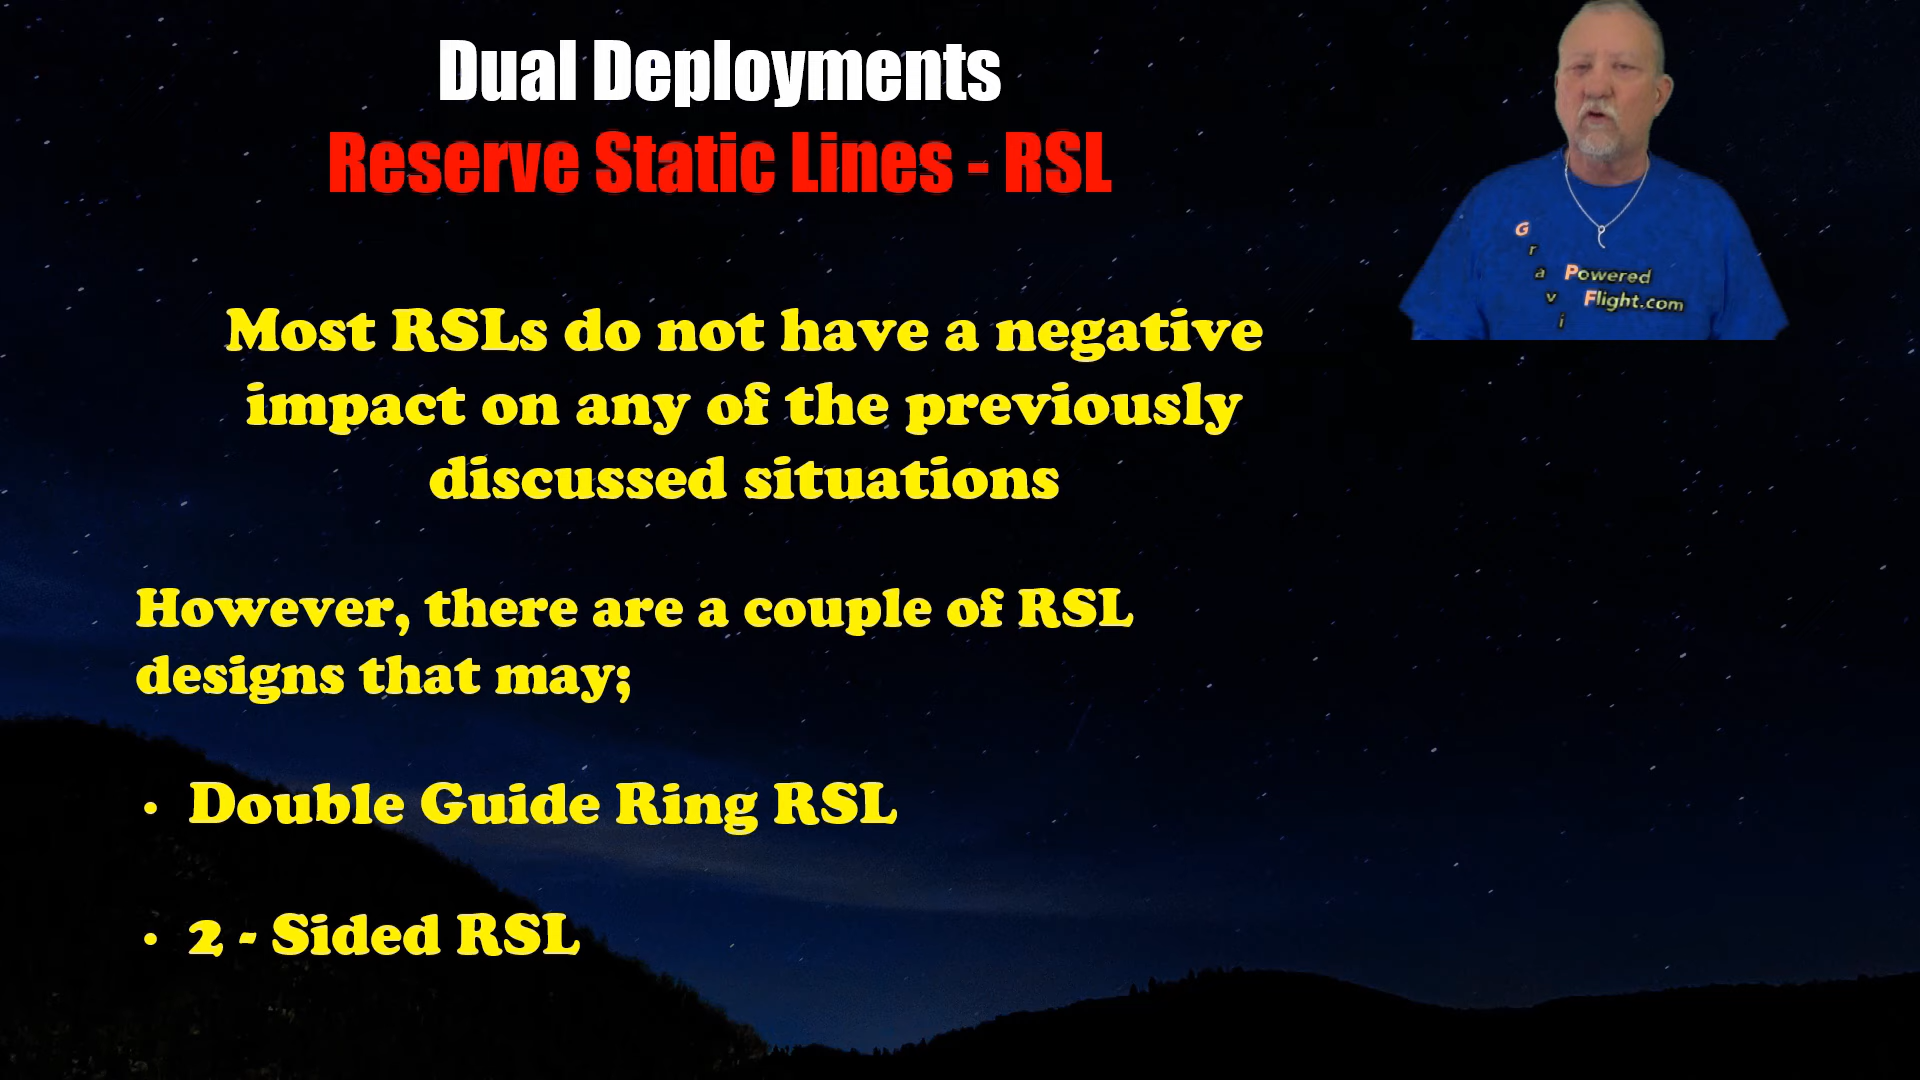 Dual Deployments
Reserve Static Lines - RSL
Most RSLs do not have a negative
impact on any of the previously
discussed situations
However, there are a couple of RSL
designs that may;
• Double Guide Ring RSL
• 2 - Sided RSL
Gravi
Powered
Flight.com